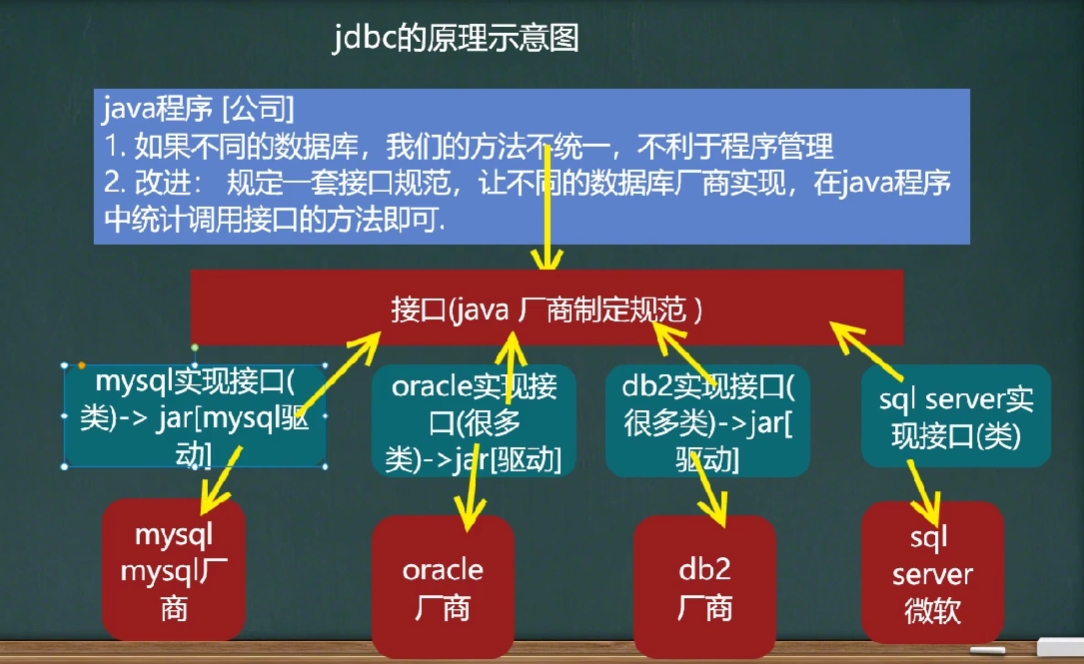 jdbc的原理示意图
java程序 [公司]
1. 如果不同的数据库，我们的方法不统一，不利于程序管理
2. 改进： 规定一套接口规范，让不同的数据库厂商实现，在java程序
中统计调用接口的方法即可.
接口(java 厂商制定规范 )
mysql实现接口(
类)-> jar[mysql驱
动]
oracle实现接
口(很多
类)->jar[驱动]
db2实现接口(
很多类)->jar[
驱动]
sql server实
现接口(类)
mysql
mysql厂
商
oracle
厂商
db2
厂商
sql
server
微软